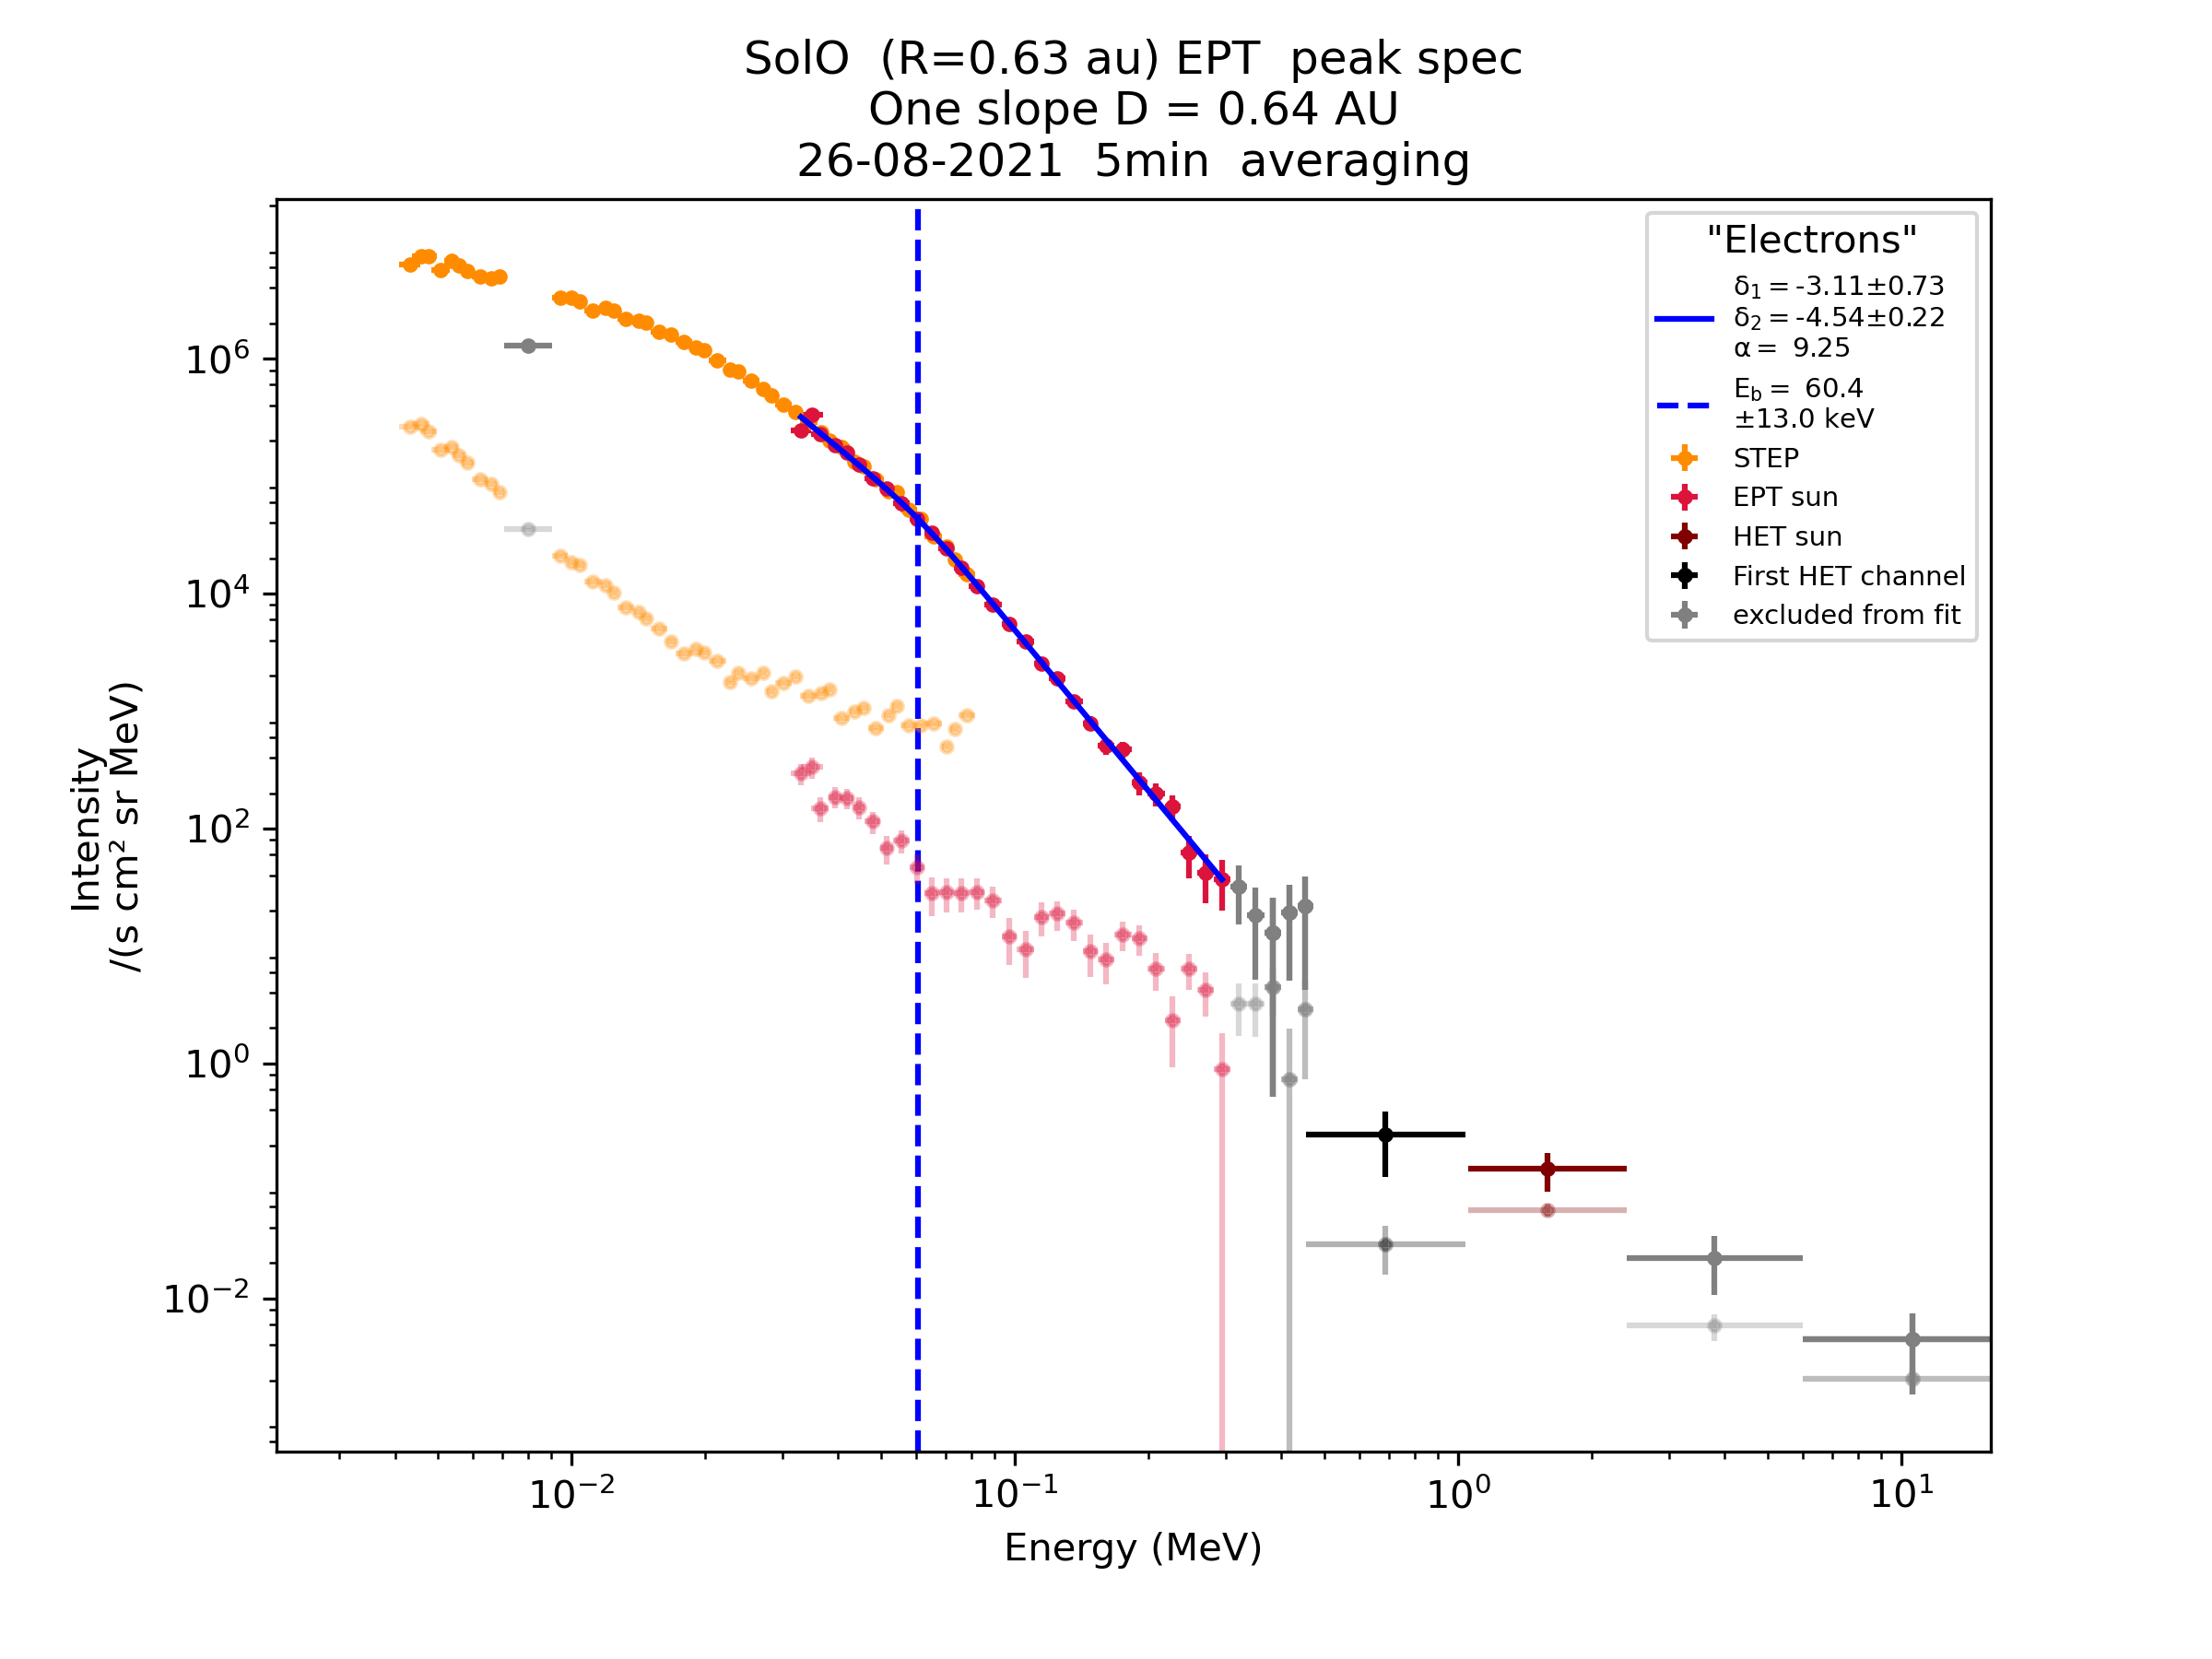 SolO (R=0.63 au) EPT peak spec
One slope D = 0.64 AU
26-08-2021 5min averaging
"Electrons"
δ₁ = -3.11±0.73
δ₂ = -4.54±0.22
α = 9.25
E_b = 60.4
±13.0 keV
STEP
EPT sun
HET sun
First HET channel
excluded from fit
10⁶
10⁴
10²
10⁰
10⁻²
Intensity
/(s cm² sr MeV)
10⁻²
10⁻¹
10⁰
10¹
Energy (MeV)